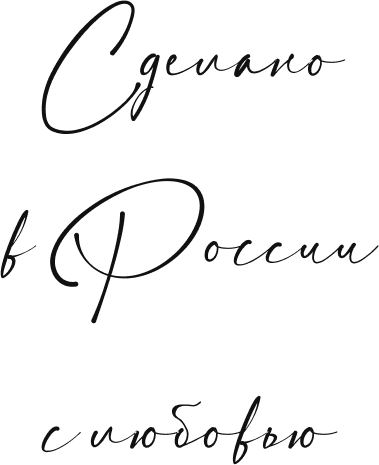 Сделано
в России
с любовью